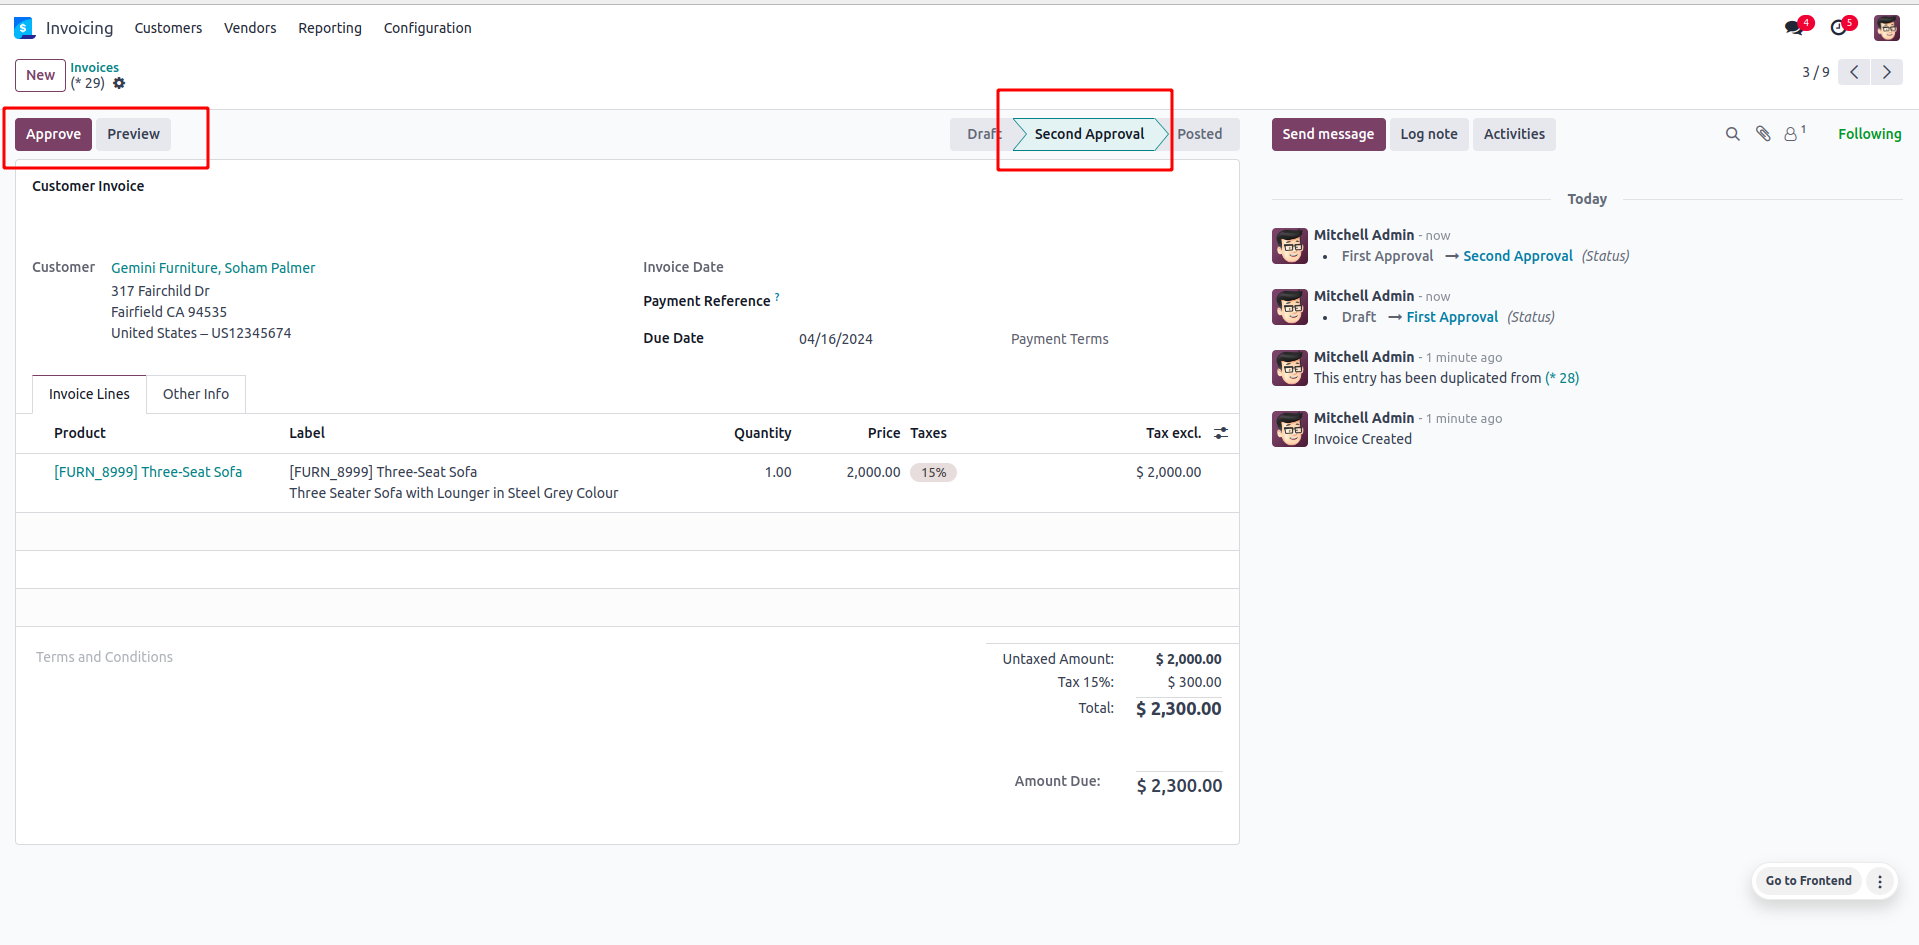 Invoicing Customers Vendors Reporting Configuration 4 5
New Invoices
(* 29)
3 / 9
Approve Preview
Draft Second Approval Posted
Send message Log note Activities 1 Following
Customer Invoice
Customer Gemini Furniture, Soham Palmer
317 Fairchild Dr
Fairfield CA 94535
United States – US12345674
Invoice Date
Payment Reference ?
Due Date 04/16/2024 Payment Terms
Invoice Lines Other Info
Product Label Quantity Price Taxes Tax excl.
[FURN_8999] Three-Seat Sofa [FURN_8999] Three-Seat Sofa 1.00 2,000.00 15% $ 2,000.00
Three Seater Sofa with Lounger in Steel Grey Colour
Terms and Conditions
Untaxed Amount: $ 2,000.00
Tax 15%: $ 300.00
Total: $ 2,300.00
Amount Due: $ 2,300.00
Today
Mitchell Admin - now
• First Approval → Second Approval (Status)
Mitchell Admin - now
• Draft → First Approval (Status)
Mitchell Admin - 1 minute ago
This entry has been duplicated from (* 28)
Mitchell Admin - 1 minute ago
Invoice Created
Go to Frontend